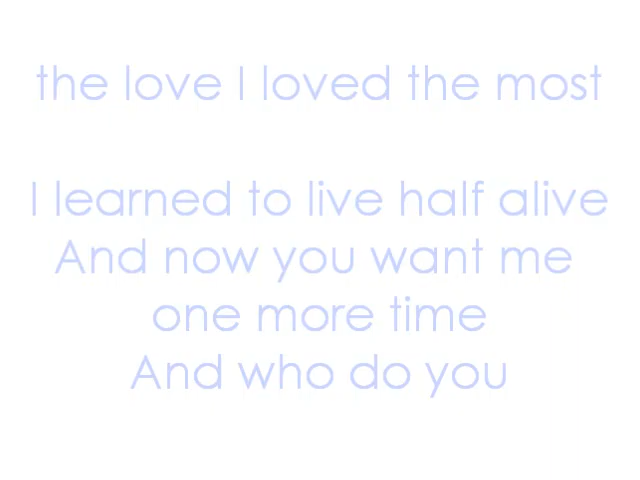 the love I loved the most
I learned to live half alive
And now you want me
one more time
And who do you